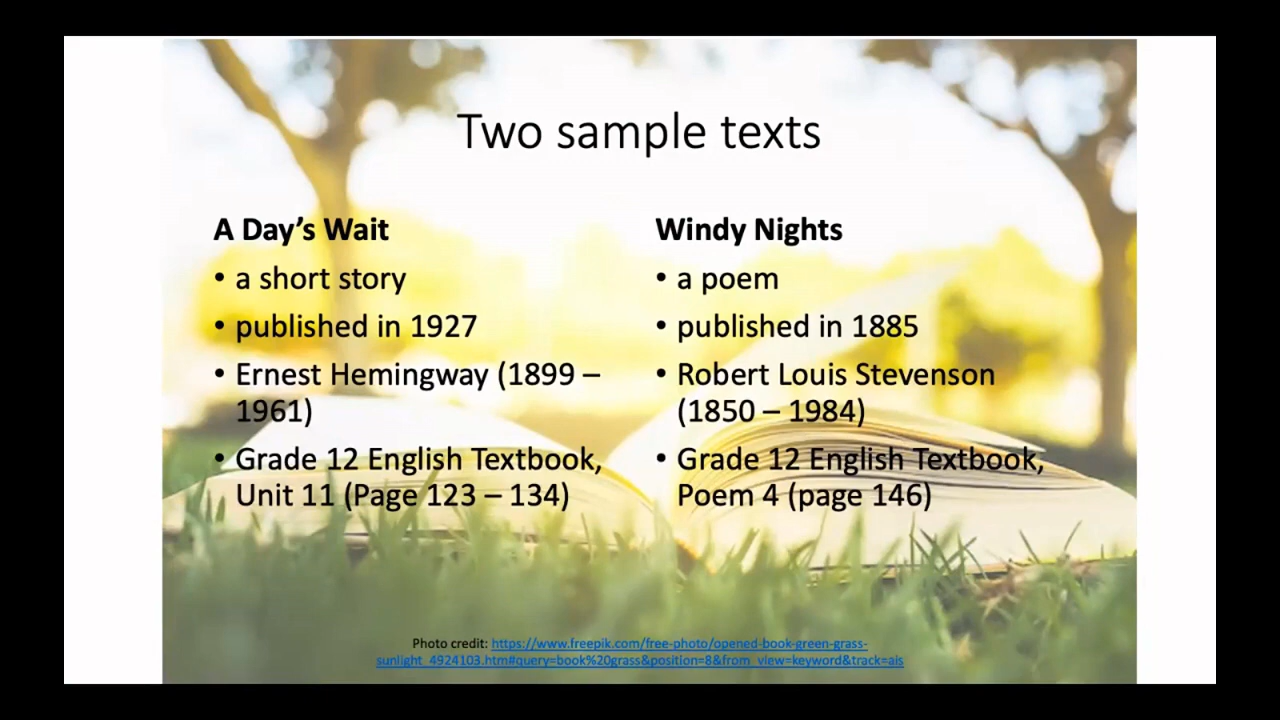 Two sample texts
A Day’s Wait
• a short story
• published in 1927
• Ernest Hemingway (1899 –
1961)
• Grade 12 English Textbook,
Unit 11 (Page 123 – 134)
Windy Nights
• a poem
• published in 1885
• Robert Louis Stevenson
(1850 – 1984)
• Grade 12 English Textbook,
Poem 4 (page 146)
Photo credit: https://www.freepik.com/free-photo/opened-book-green-grass-
sunlight_4924103.htm#query=book%20grass&position=8&from_view=keyword&track=ais